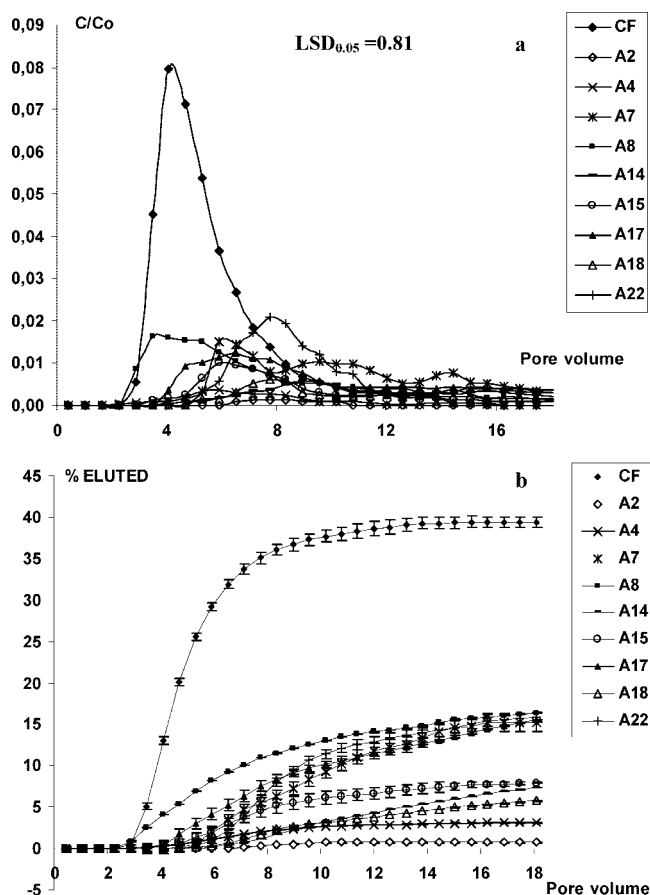 C/Co
0,09
0,08
0,07
0,06
0,05
0,04
0,03
0,02
0,01
0,00
LSD0.05 =0.81
a
CF
A2
A4
A7
A8
A14
A15
A17
A18
A22
Pore volume
0 4 8 12 16
% ELUTED
45
40
35
30
25
20
15
10
5
0
-5
b
CF
A2
A4
A7
A8
A14
A15
A17
A18
A22
0 2 4 6 8 10 12 14 16 18
Pore volume